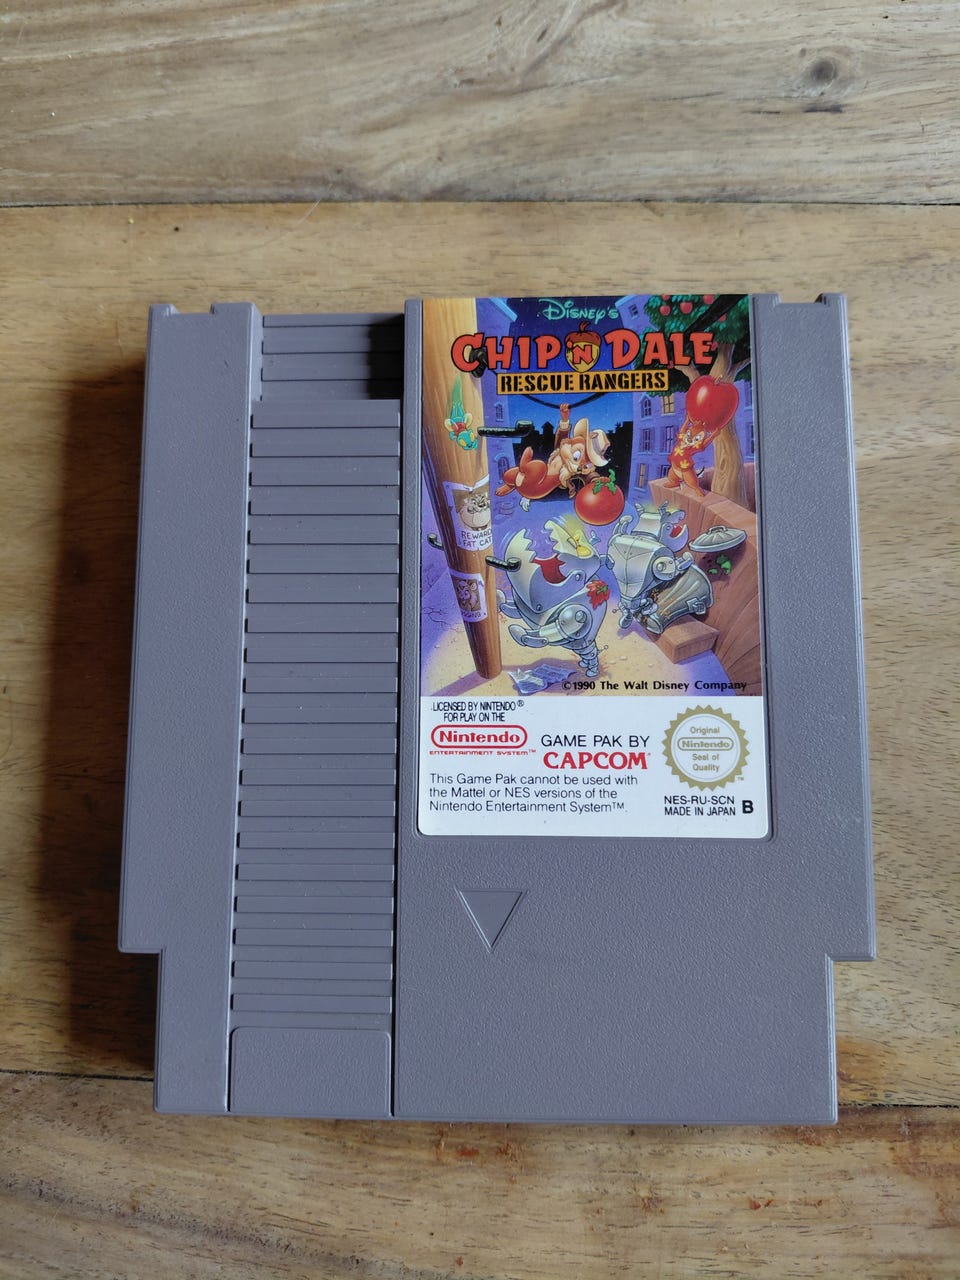 Disney's
CHIP 'N DALE
RESCUE RANGERS
REWARD
FAT CAT
©1990 The Walt Disney Company
LICENSED BY NINTENDO®
FOR PLAY ON THE
Nintendo
ENTERTAINMENT SYSTEM™
GAME PAK BY
CAPCOM®
This Game Pak cannot be used with
the Mattel or NES versions of the
Nintendo Entertainment System™.
Original
Nintendo
Seal of
Quality
™
NES-RU-SCN
MADE IN JAPAN B